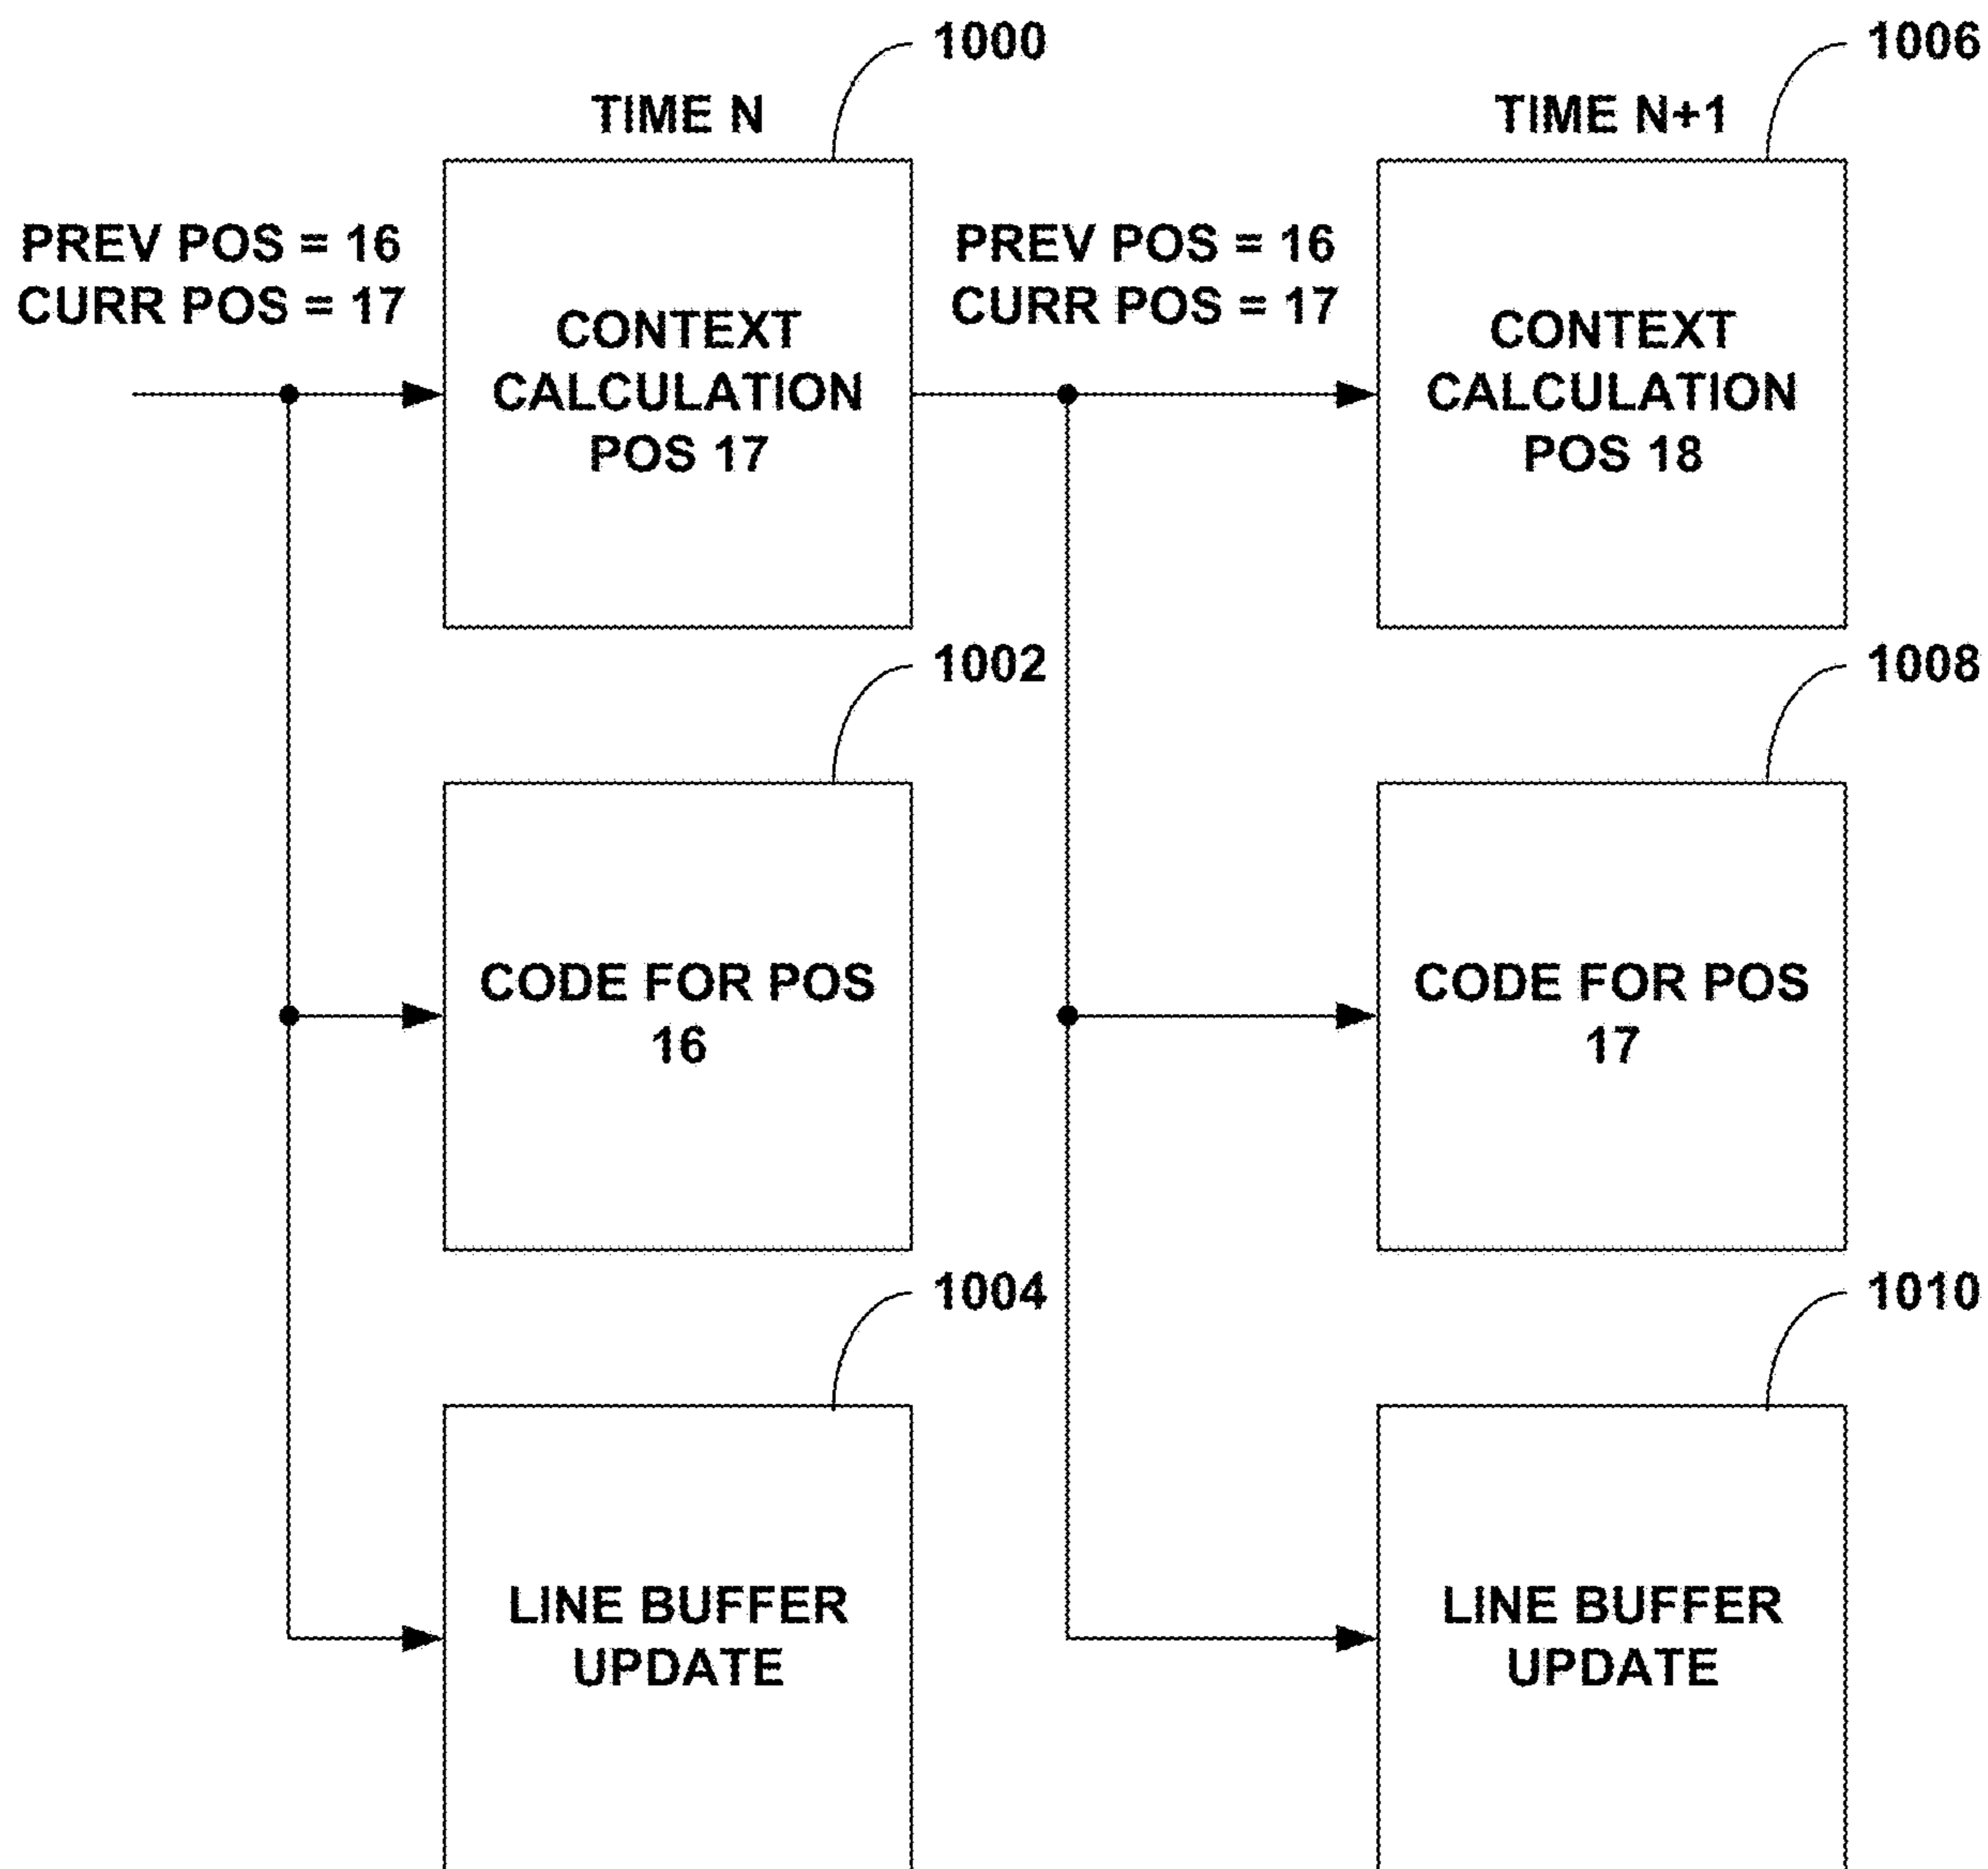 1000
1006
TIME N
TIME N+1
PREV POS = 16
CURR POS = 17
PREV POS = 16
CURR POS = 17
CONTEXT
CALCULATION
POS 17
CONTEXT
CALCULATION
POS 18
1002
1008
CODE FOR POS
16
CODE FOR POS
17
1004
1010
LINE BUFFER
UPDATE
LINE BUFFER
UPDATE